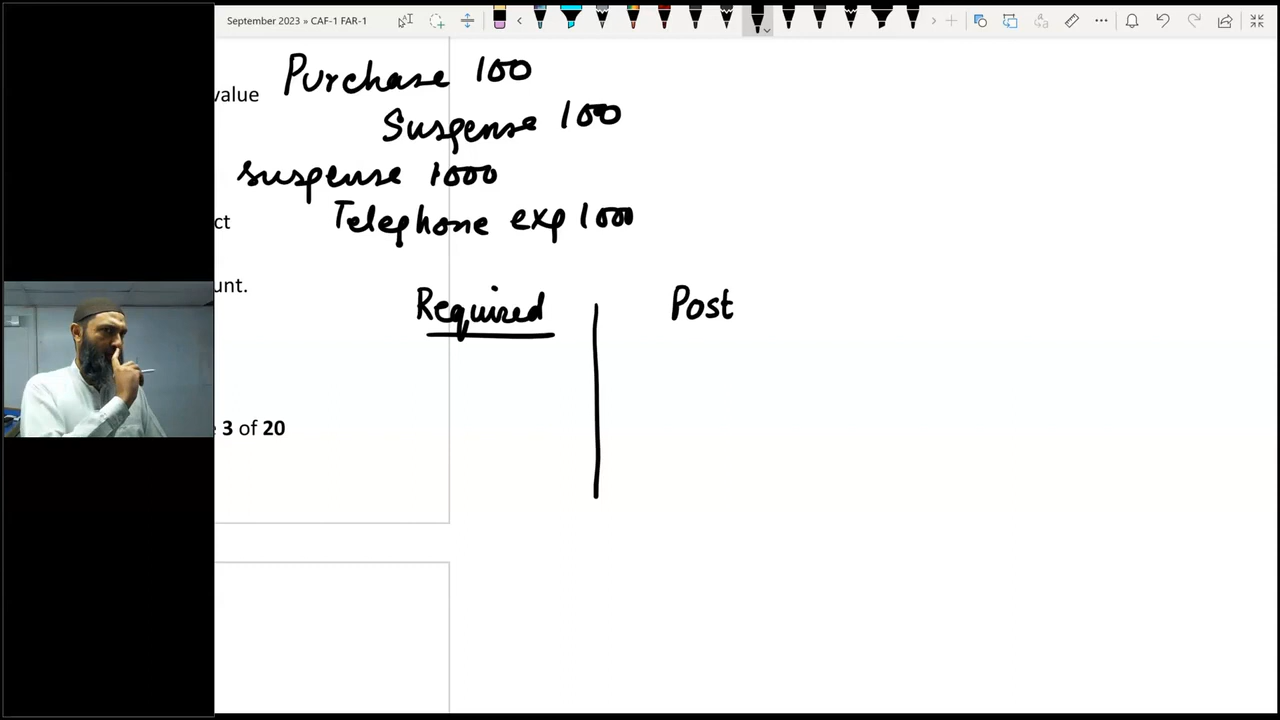 September 2023 » CAF-1 FAR-1
value
Purchase 100
Suspense 100
suspense 1000
ct
Telephone exp 1000
unt.
Required
Post
3 of 20